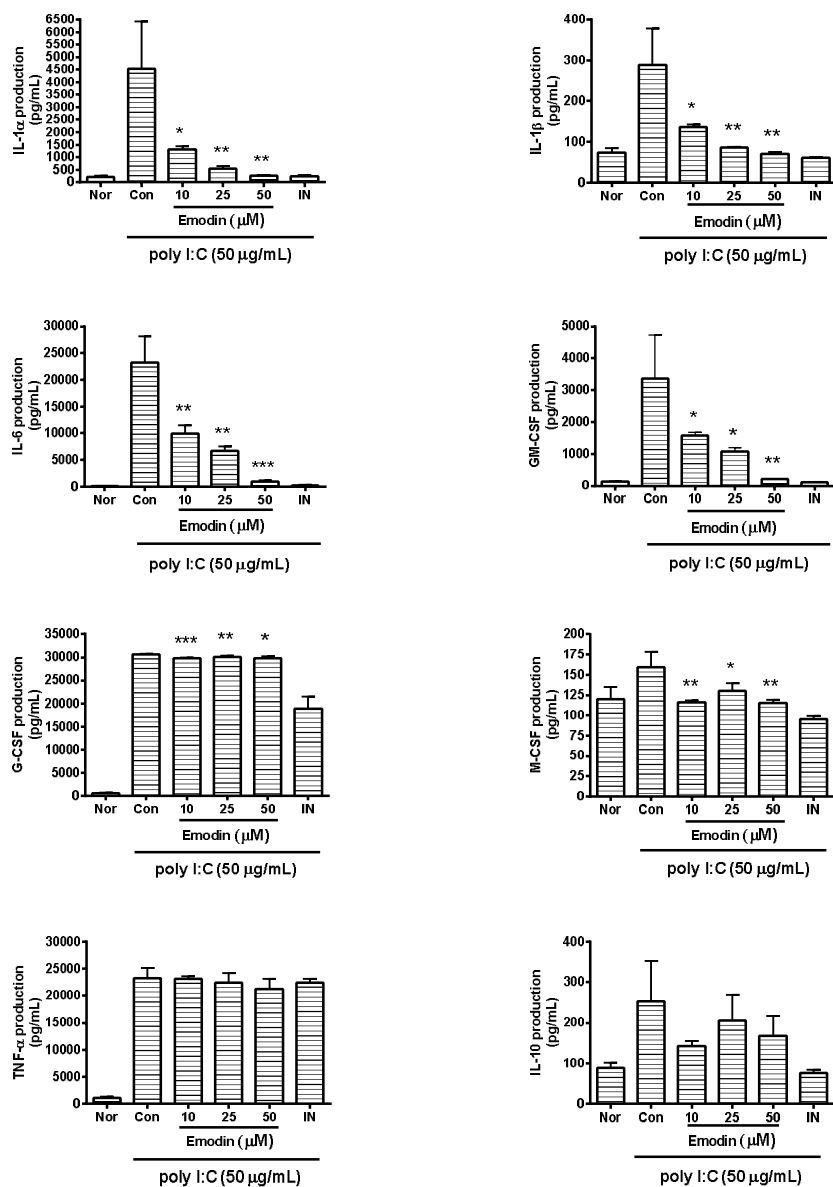 IL-1α production
(pg/mL)
6500
6000
5500
5000
4500
4000
3500
3000
2500
2000
1500
1000
500
0
* ** **
Nor Con 10 25 50 IN
Emodin (μM)
poly I:C (50 μg/mL)
IL-1β production
(pg/mL)
400
300
200
100
0
* ** **
Nor Con 10 25 50 IN
Emodin (μM)
poly I:C (50 μg/mL)
IL-6 production
(pg/mL)
30000
25000
20000
15000
10000
5000
0
** ** ***
Nor Con 10 25 50 IN
Emodin (μM)
poly I:C (50 μg/mL)
GM-CSF production
(pg/mL)
5000
4000
3000
2000
1000
0
* * **
Nor Con 10 25 50 IN
Emodin (μM)
poly I:C (50 μg/mL)
G-CSF production
(pg/mL)
35000
30000
25000
20000
15000
10000
5000
0
*** ** *
Nor Con 10 25 50 IN
Emodin (μM)
poly I:C (50 μg/mL)
M-CSF production
(pg/mL)
200
175
150
125
100
75
50
25
0
** * **
Nor Con 10 25 50 IN
Emodin (μM)
poly I:C (50 μg/mL)
TNF-α production
(pg/mL)
30000
25000
20000
15000
10000
5000
0
Nor Con 10 25 50 IN
Emodin (μM)
poly I:C (50 μg/mL)
IL-10 production
(pg/mL)
400
300
200
100
0
Nor Con 10 25 50 IN
Emodin (μM)
poly I:C (50 μg/mL)